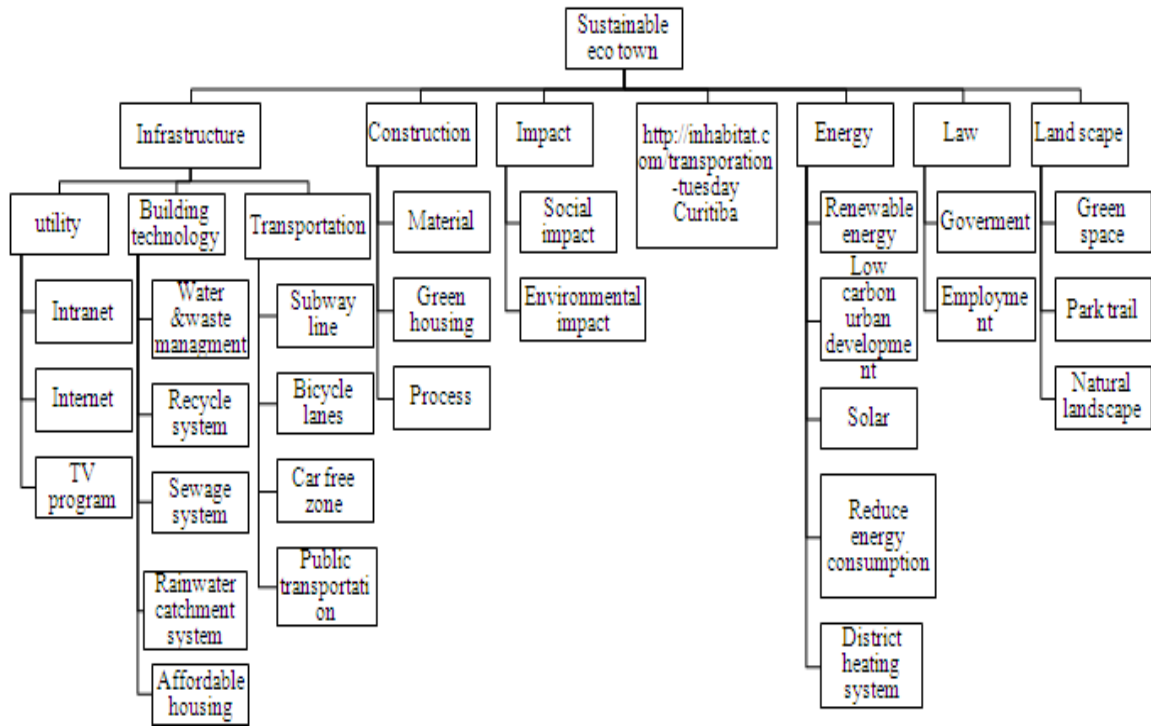 Sustainable
eco town
Infrastructure
Construction
Impact
http://inhabitat.c
om/transporation
-tuesday
Curitiba
Energy
Law
Land scape
utility
Building
technology
Transportation
Material
Social
impact
Renewable
energy
Goverment
Green
space
Intranet
Water
&waste
managment
Subway
line
Green
housing
Environmental
impact
Low
carbon
urban
developme
nt
Employme
nt
Park trail
Internet
Recycle
system
Bicycle
lanes
Process
Solar
Natural
landscape
TV
program
Sewage
system
Car free
zone
Reduce
energy
consumption
Rainwater
catchment
system
Public
transportati
on
District
heating
system
Affordable
housing